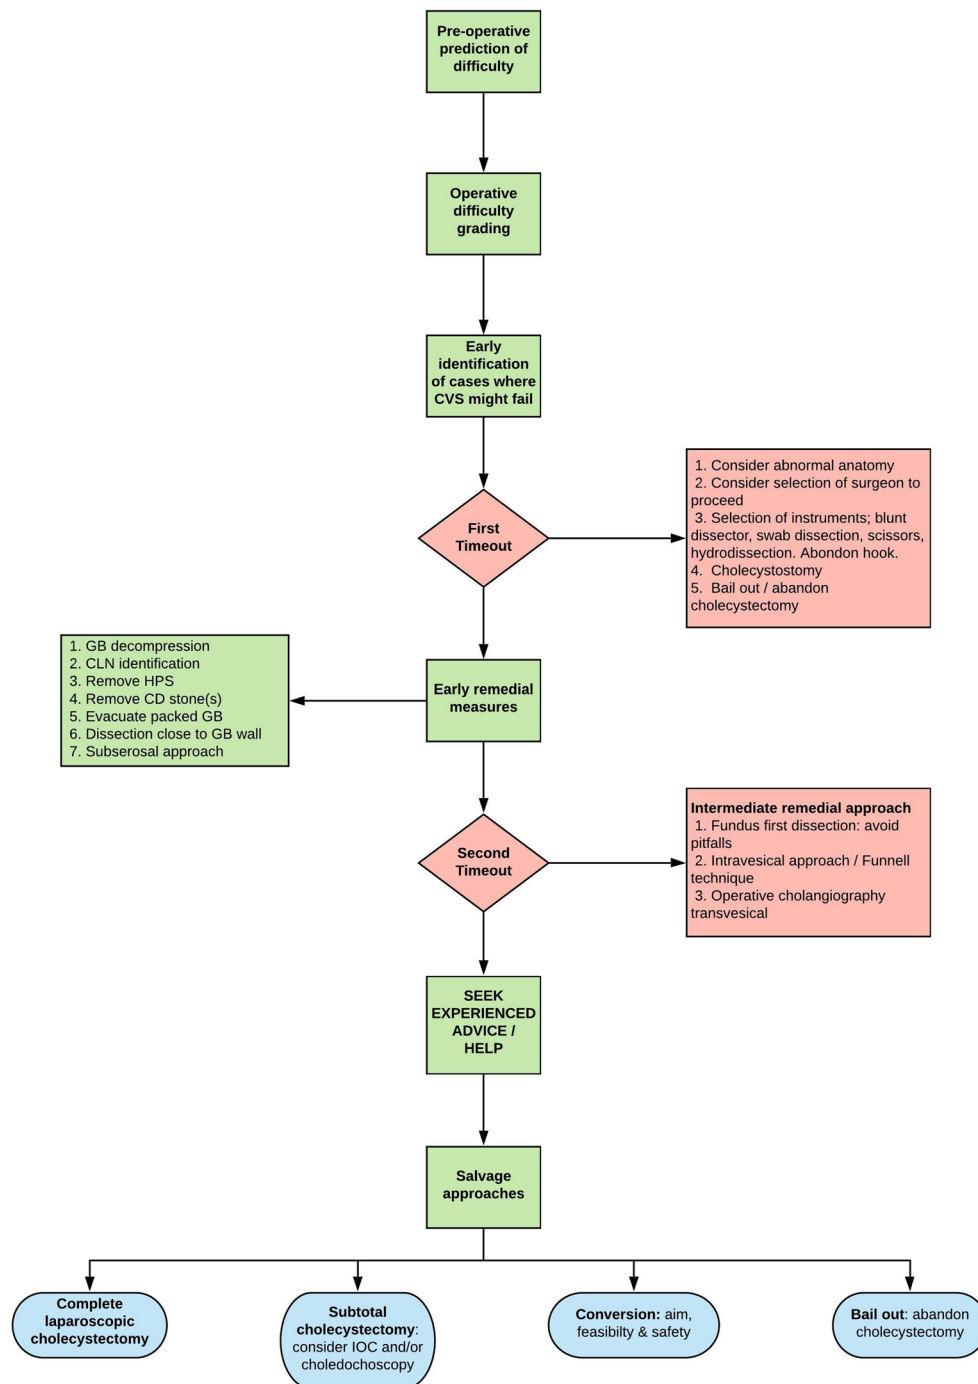 Pre-operative
prediction of
difficulty
Operative
difficulty
grading
Early
identification
of cases where
CVS might fail
First
Timeout
1. Consider abnormal anatomy
2. Consider selection of surgeon to
proceed
3. Selection of instruments; blunt
dissector, swab dissection, scissors,
hydrodissection. Abondon hook.
4. Cholecystostomy
5. Bail out / abandon
cholecystectomy
Early remedial
measures
1. GB decompression
2. CLN identification
3. Remove HPS
4. Remove CD stone(s)
5. Evacuate packed GB
6. Dissection close to GB wall
7. Subserosal approach
Second
Timeout
Intermediate remedial approach
1. Fundus first dissection: avoid
pitfalls
2. Intravesical approach / Funnell
technique
3. Operative cholangiography
transvesical
SEEK
EXPERIENCED
ADVICE /
HELP
Salvage
approaches
Complete
laparoscopic
cholecystectomy
Subtotal
cholecystectomy:
consider IOC and/or
choledochoscopy
Conversion: aim,
feasibilty & safety
Bail out: abandon
cholecystectomy